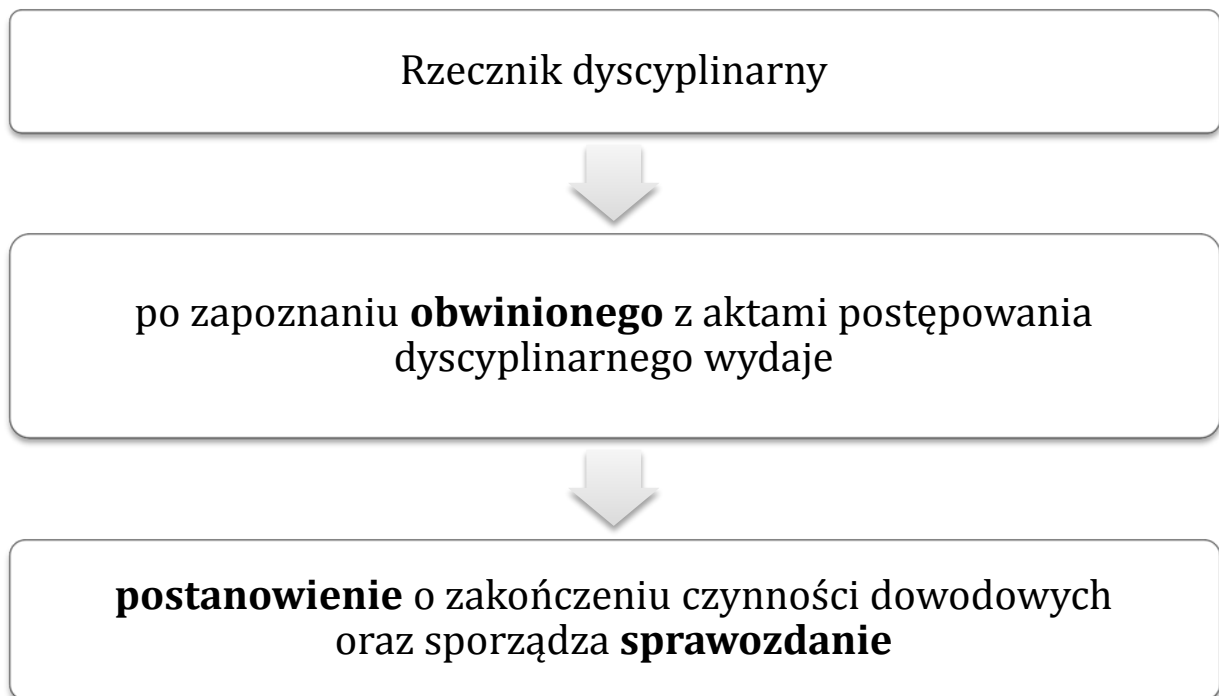 Rzecznik dyscyplinarny
po zapoznaniu obwinionego z aktami postępowania
dyscyplinarnego wydaje
postanowienie o zakończeniu czynności dowodowych
oraz sporządza sprawozdanie